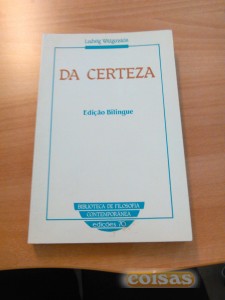 Ludwig Wittgenstein
DA CERTEZA
Edição Bilingue
BIBLIOTECA DE FILOSOFIA
CONTEMPORÂNEA
edições 70
coisas